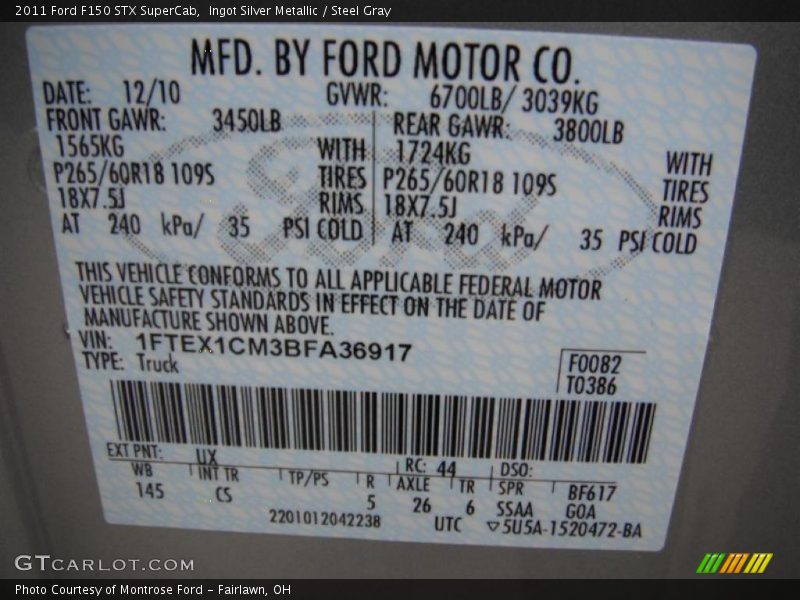 2011 Ford F150 STX SuperCab,  Ingot Silver Metallic / Steel Gray
MFD. BY FORD MOTOR CO.
DATE: 12/10 GVWR: 6700LB/ 3039KG
FRONT GAWR: 3450LB REAR GAWR: 3800LB
1565KG WITH 1724KG WITH
P265/60R18 109S TIRES P265/60R18 109S TIRES
18X7.5J RIMS 18X7.5J RIMS
AT 240 kPa/ 35 PSI COLD AT 240 kPa/ 35 PSI COLD
Ford
THIS VEHICLE CONFORMS TO ALL APPLICABLE FEDERAL MOTOR
VEHICLE SAFETY STANDARDS IN EFFECT ON THE DATE OF
MANUFACTURE SHOWN ABOVE.
VIN: 1FTEX1CM3BFA36917
TYPE: Truck
F0082
T0386
EXT PNT: UX RC: 44 DSO:
WB INT TR TP/PS R AXLE TR SPR BF617
145 CS 5 26 6 SSAA GOA
2201012042238 UTC ▽5U5A-1520472-BA
GTCARLOT.COM
Photo Courtesy of Montrose Ford - Fairlawn, OH